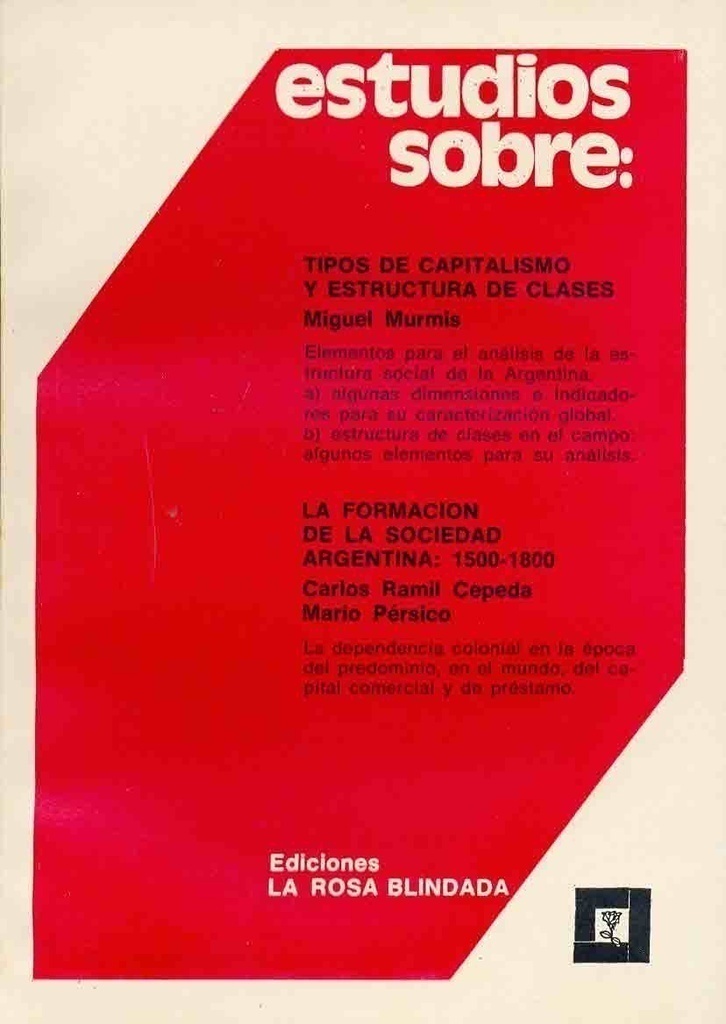 estudios
sobre:
TIPOS DE CAPITALISMO
Y ESTRUCTURA DE CLASES
Miguel Murmis
Elementos para el análisis de la es-
tructura social de la Argentina.
a) algunas dimensiones e indicado-
res para su caracterización global.
b) estructura de clases en el campo:
algunos elementos para su análisis.
LA FORMACION
DE LA SOCIEDAD
ARGENTINA: 1500-1800
Carlos Ramil Cepeda
Mario Pérsico
La dependencia colonial en la época
del predominio, en el mundo, del ca-
pital comercial y de préstamo.
Ediciones
LA ROSA BLINDADA